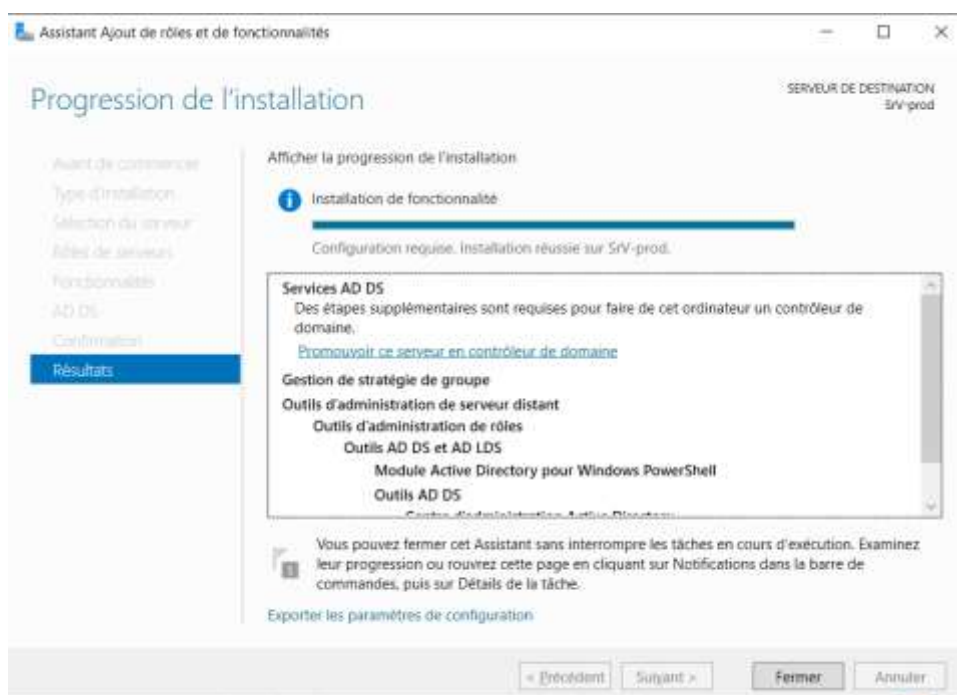 Assistant Ajout de rôles et de fonctionnalités
Progression de l'installation
SERVEUR DE DESTINATION
SrV-prod
Avant de commencer
Type d'installation
Sélection du serveur
Rôles de serveurs
Fonctionnalités
AD DS
Confirmation
Résultats
Afficher la progression de l'installation
Installation de fonctionnalité
Configuration requise. Installation réussie sur SrV-prod.
Services AD DS
Des étapes supplémentaires sont requises pour faire de cet ordinateur un contrôleur de
domaine.
Promouvoir ce serveur en contrôleur de domaine
Gestion de stratégie de groupe
Outils d'administration de serveur distant
Outils d'administration de rôles
Outils AD DS et AD LDS
Module Active Directory pour Windows PowerShell
Outils AD DS
Centre d'administration Active Directory
Vous pouvez fermer cet Assistant sans interrompre les tâches en cours d'exécution. Examinez
leur progression ou rouvrez cette page en cliquant sur Notifications dans la barre de
commandes, puis sur Détails de la tâche.
Exporter les paramètres de configuration
< Précédent
Suivant >
Fermer
Annuler